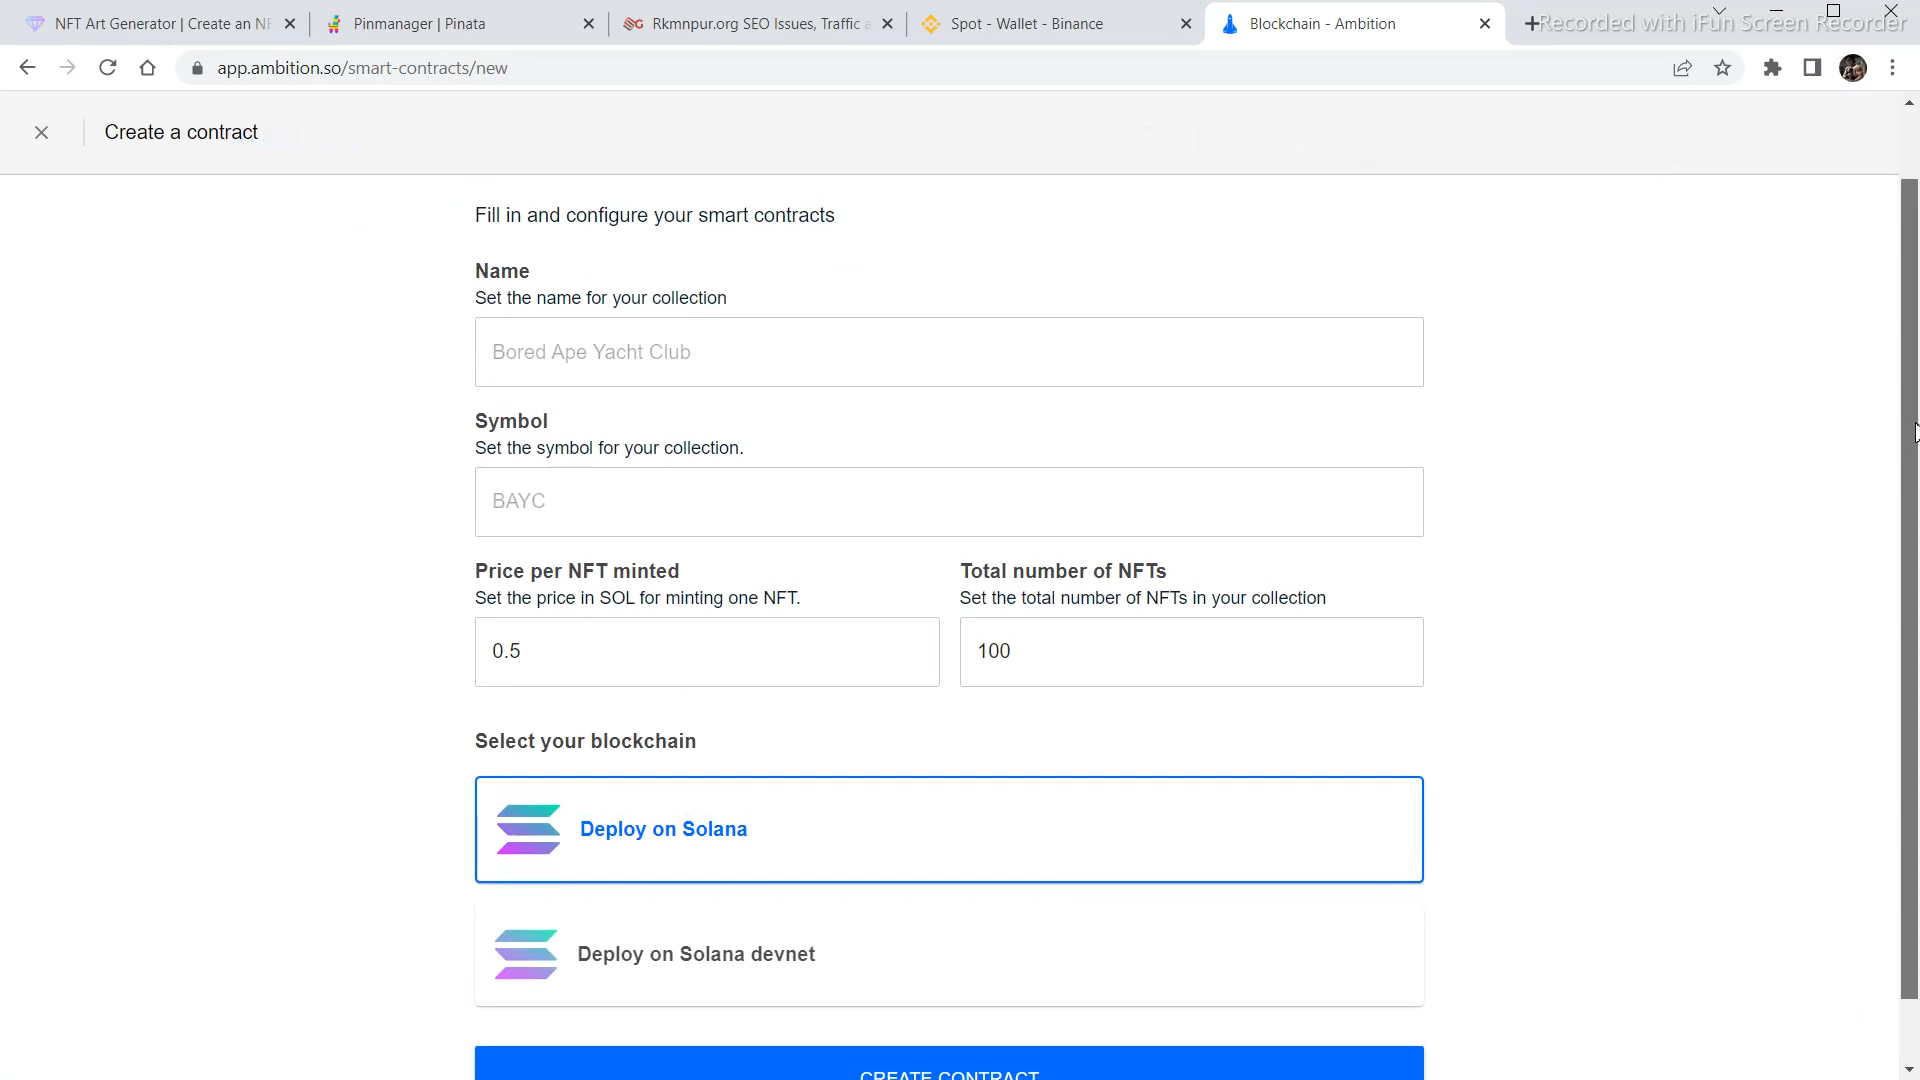 NFT Art Generator | Create an NF
Pinmanager | Pinata
Rkmnpur.org SEO Issues, Traffic a
Spot - Wallet - Binance
Blockchain - Ambition
Recorded with iFun Screen Recorder
app.ambition.so/smart-contracts/new
Create a contract
Fill in and configure your smart contracts
Name
Set the name for your collection
Bored Ape Yacht Club
Symbol
Set the symbol for your collection.
BAYC
Price per NFT minted
Total number of NFTs
Set the price in SOL for minting one NFT.
Set the total number of NFTs in your collection
0.5
100
Select your blockchain
Deploy on Solana
Deploy on Solana devnet
CREATE CONTRACT